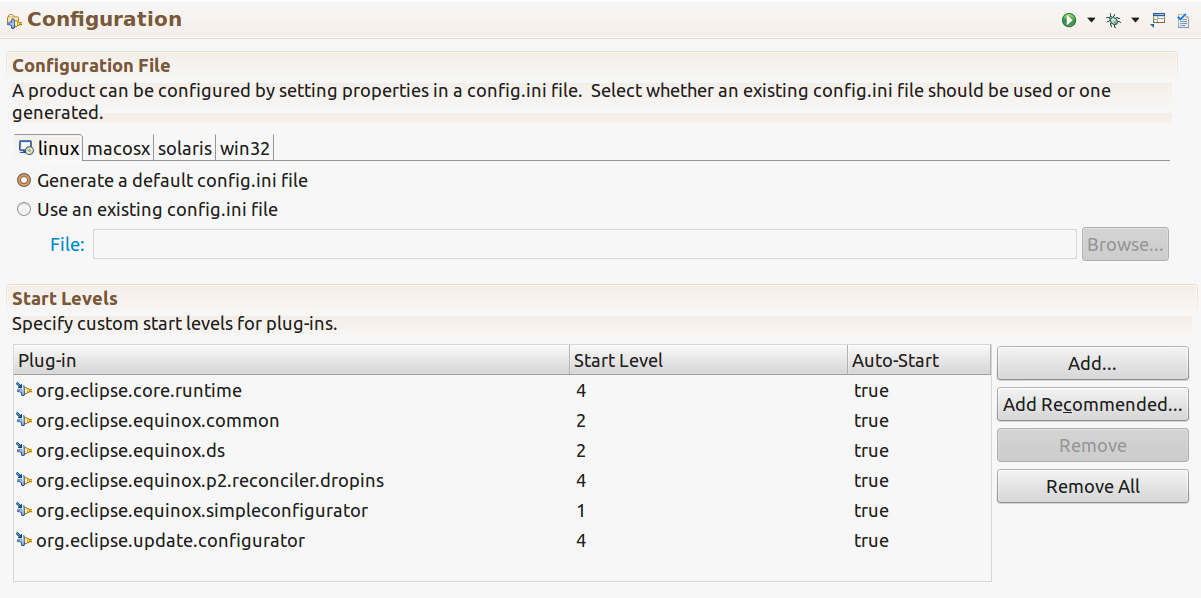 Configuration
Configuration File
A product can be configured by setting properties in a config.ini file.  Select whether an existing config.ini file should be used or one
generated.
linux macosx solaris win32
Generate a default config.ini file
Use an existing config.ini file
File: Browse...
Start Levels
Specify custom start levels for plug-ins.
Plug-in Start Level Auto-Start Add...
org.eclipse.core.runtime 4 true
Add Recommended...
org.eclipse.equinox.common 2 true
org.eclipse.equinox.ds 2 true Remove
org.eclipse.equinox.p2.reconciler.dropins 4 true Remove All
org.eclipse.equinox.simpleconfigurator 1 true
org.eclipse.update.configurator 4 true